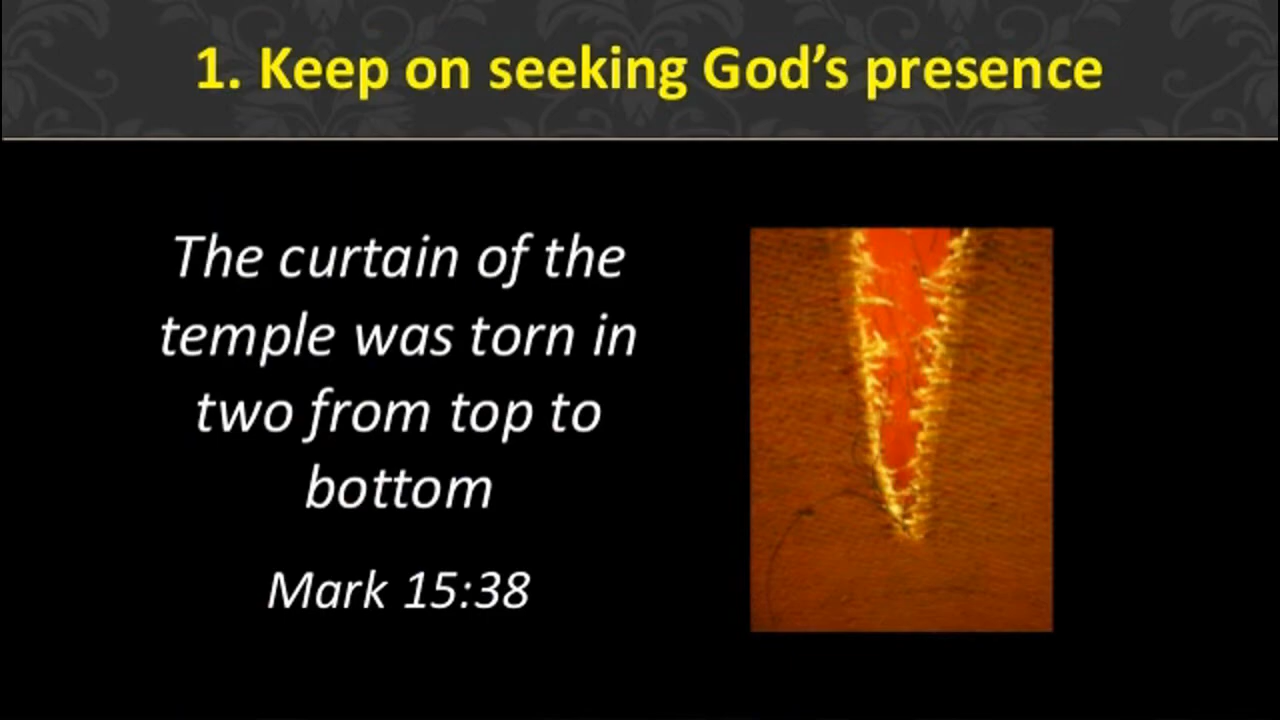 1. Keep on seeking God’s presence
The curtain of the
temple was torn in
two from top to
bottom
Mark 15:38